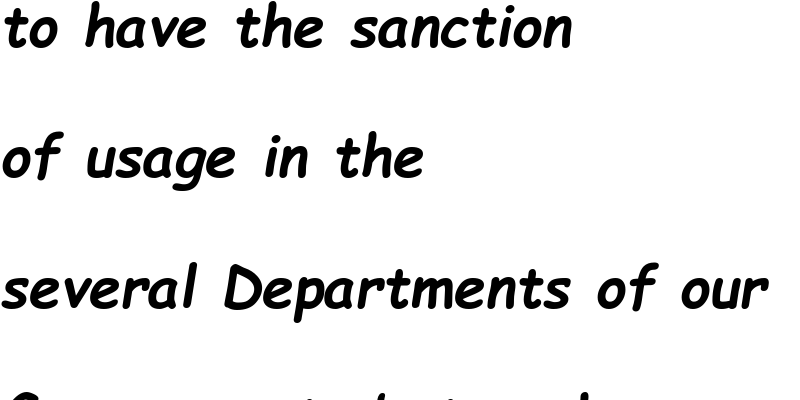 to have the sanction
of usage in the
several Departments of our